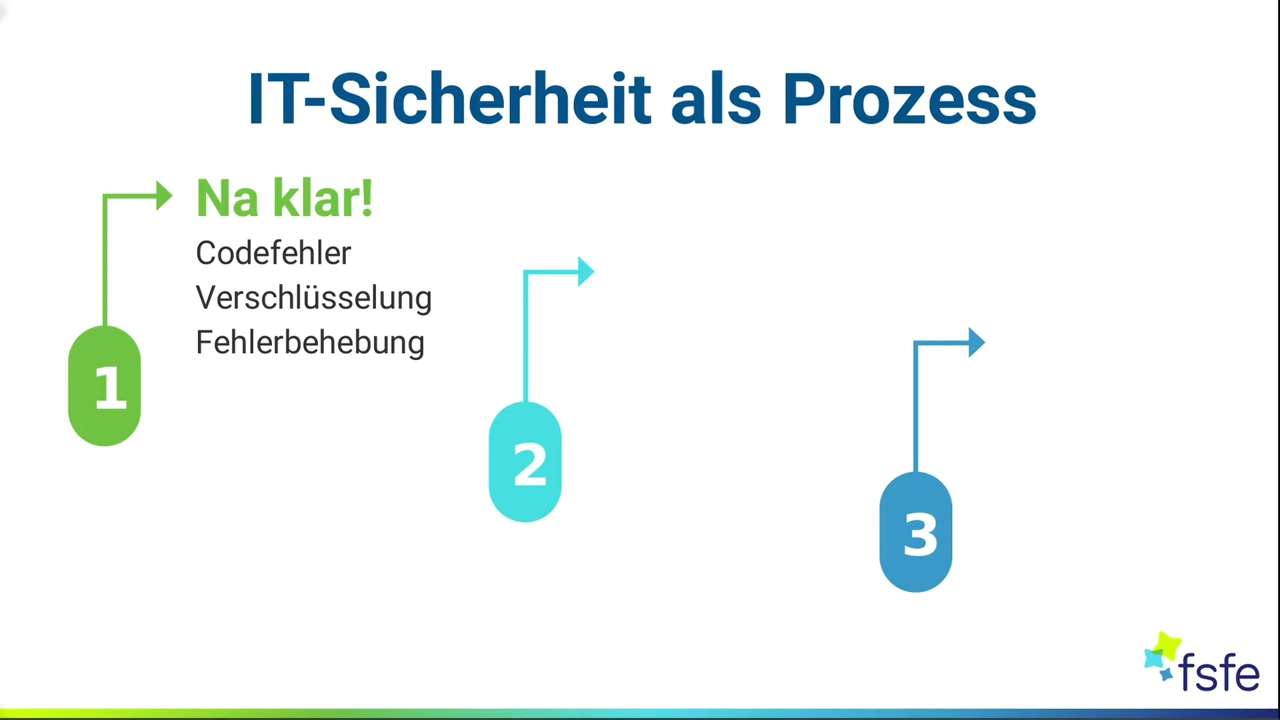 IT-Sicherheit als Prozess
Na klar!
Codefehler
Verschlüsselung
Fehlerbehebung
1
2
3
fsfe